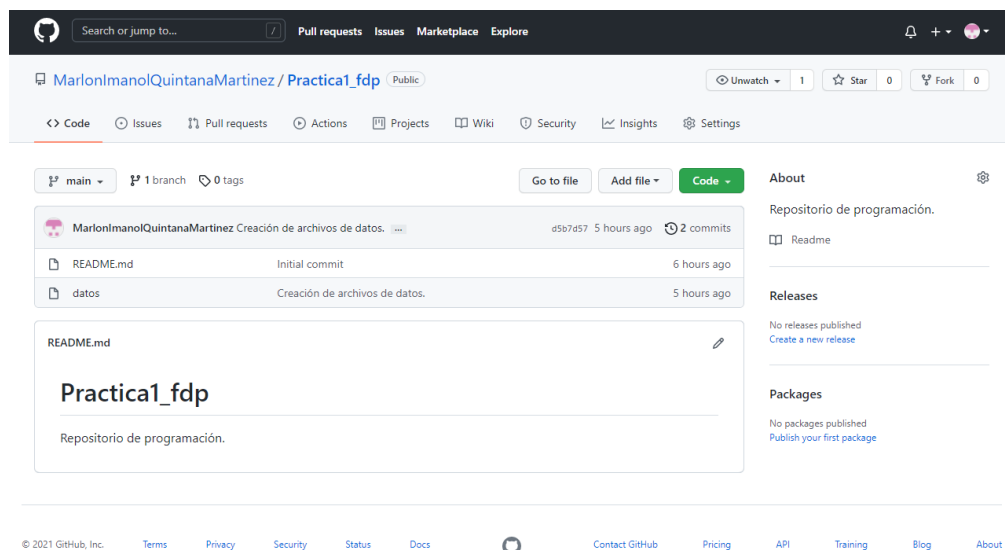 Search or jump to... / Pull requests Issues Marketplace Explore
MarlonImanolQuintanaMartinez / Practica1_fdp Public Unwatch 1 Star 0 Fork 0
<> Code Issues Pull requests Actions Projects Wiki Security Insights Settings
main 1 branch 0 tags Go to file Add file Code
MarlonImanolQuintanaMartinez Creación de archivos de datos. ... d5b7d57 5 hours ago 2 commits
README.md Initial commit 6 hours ago
datos Creación de archivos de datos. 5 hours ago
README.md
Practica1_fdp
Repositorio de programación.
About
Repositorio de programación.
Readme
Releases
No releases published
Create a new release
Packages
No packages published
Publish your first package
© 2021 GitHub, Inc. Terms Privacy Security Status Docs Contact GitHub Pricing API Training Blog About